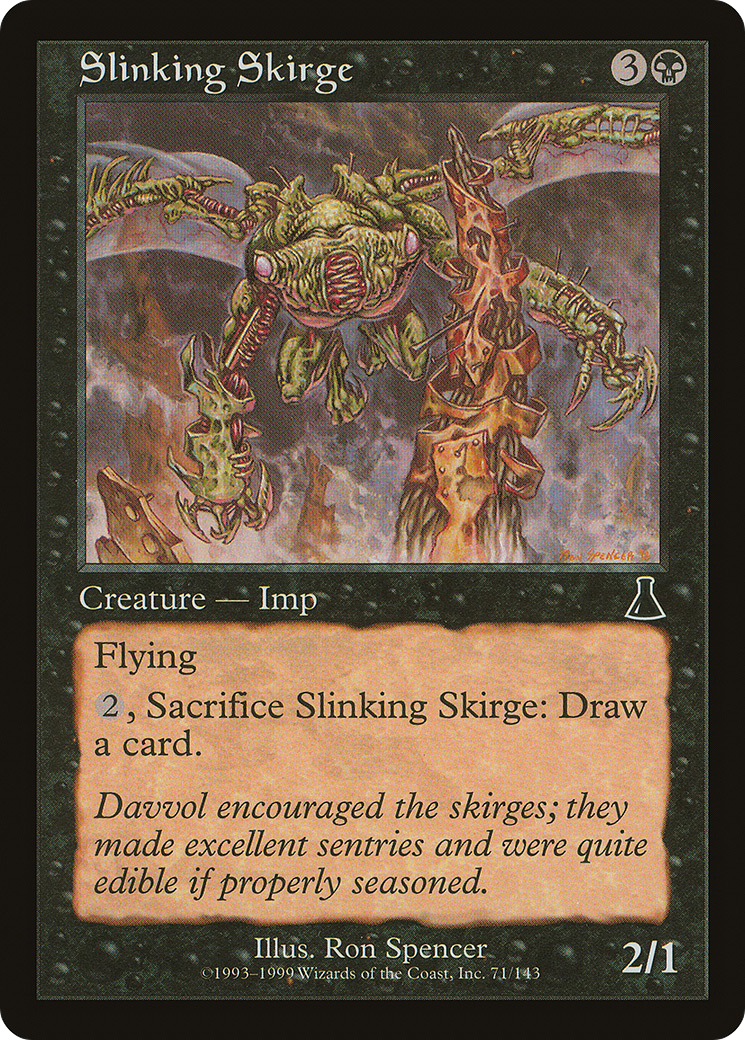 Slinking Skirge
3
Creature — Imp
Flying
2, Sacrifice Slinking Skirge: Draw
a card.
Davvol encouraged the skirges; they
made excellent sentries and were quite
edible if properly seasoned.
Illus. Ron Spencer
©1993–1999 Wizards of the Coast, Inc. 71/143
2/1